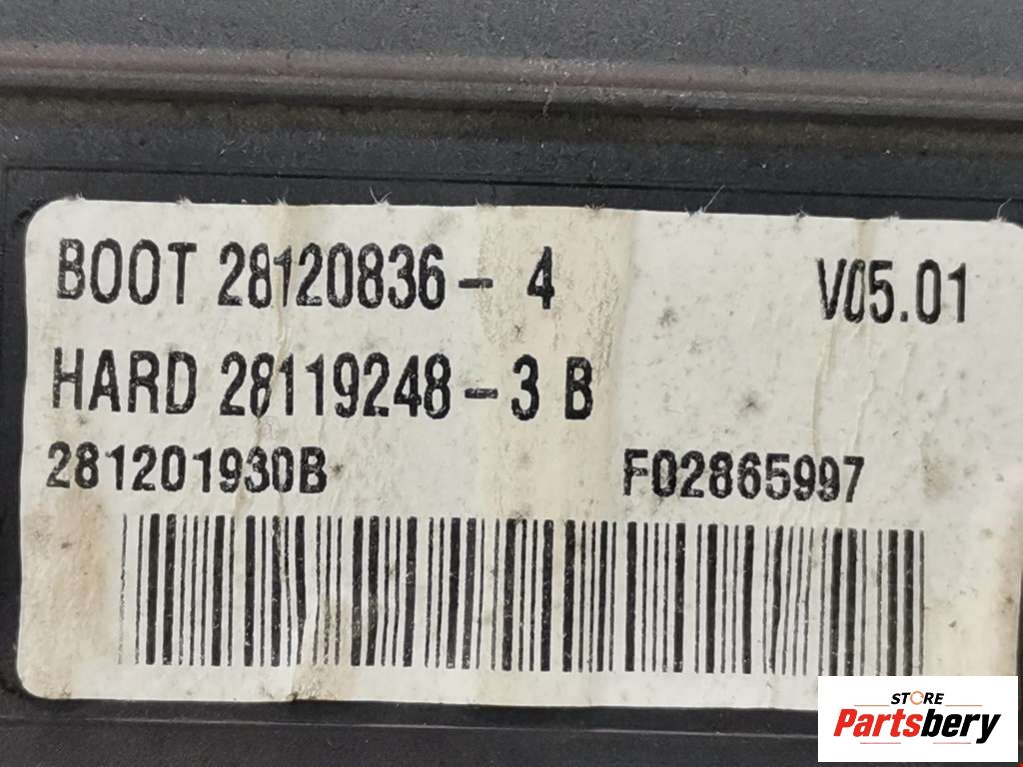 BOOT 28120836- 4 V05.01
HARD 28119248-3 B
281201930B F02865997
STORE
Partsbery